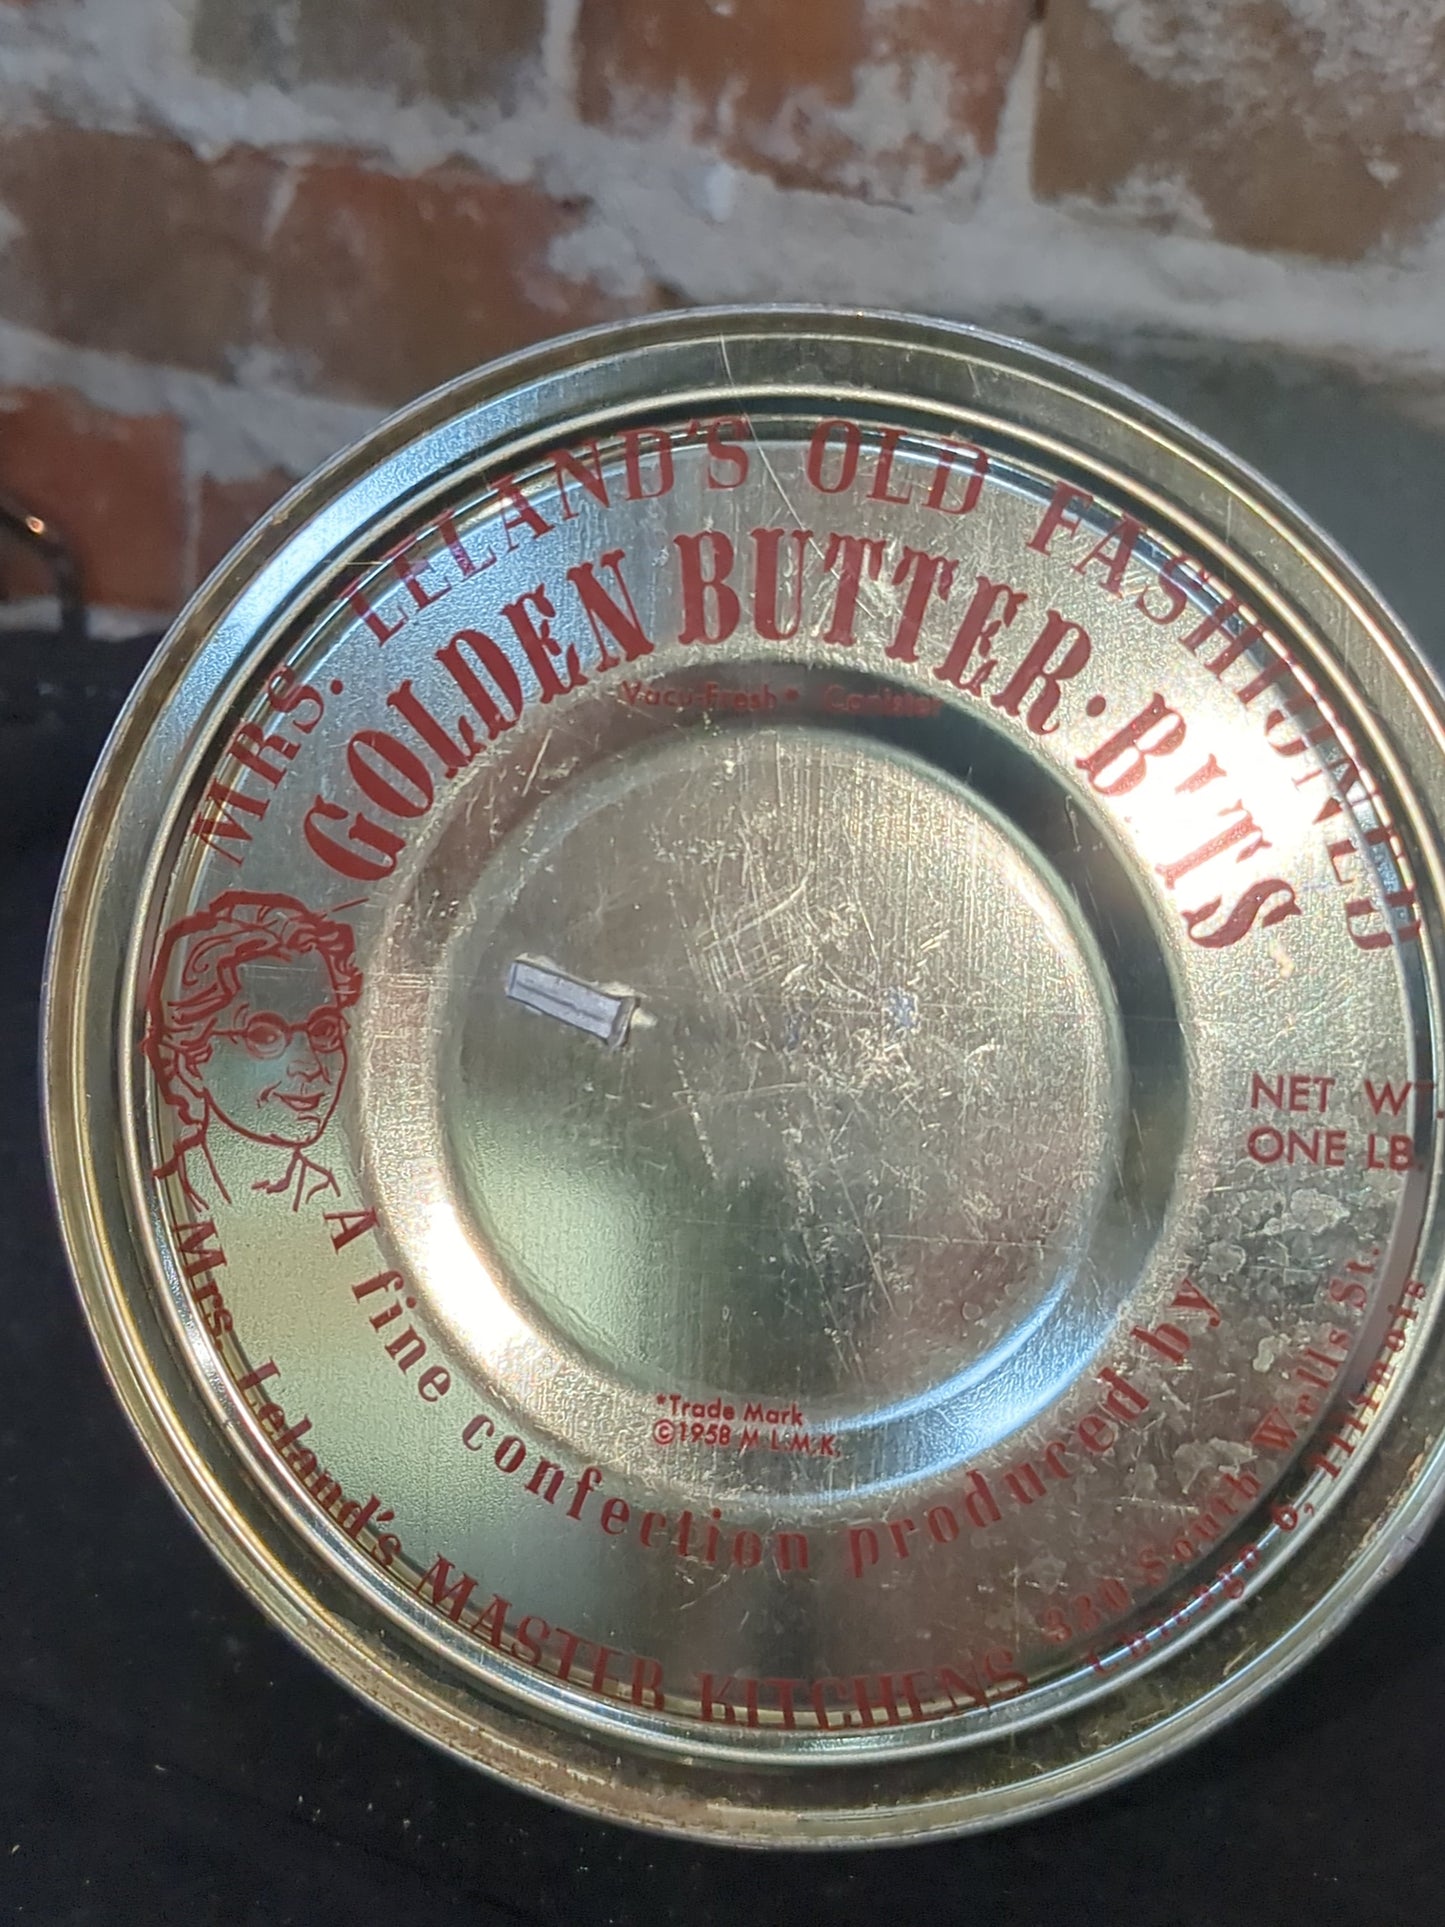 MRS. LELAND'S OLD FASHIONED
GOLDEN BUTTER·BITS
Vacu-Fresh* Canister
NET WT.
ONE LB.
*Trade Mark
©1958 M.L.M.K.
A fine confection produced by
Mrs. Leland's MASTER KITCHENS
330 South Wells St.
Chicago 6, Illinois